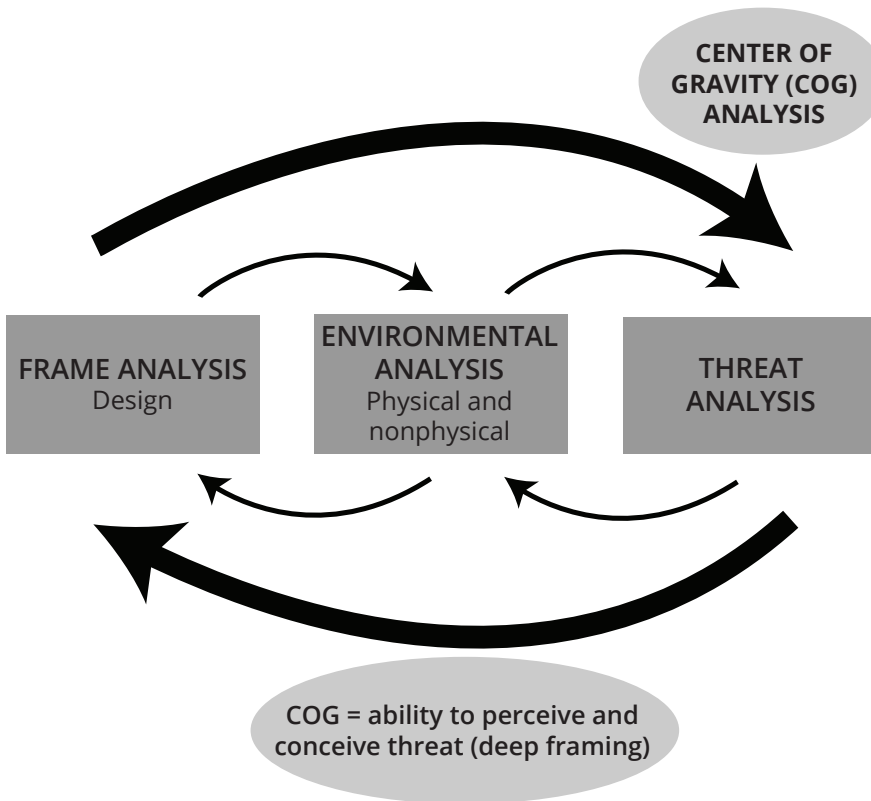 CENTER OF
GRAVITY (COG)
ANALYSIS
FRAME ANALYSIS
Design
ENVIRONMENTAL
ANALYSIS
Physical and
nonphysical
THREAT
ANALYSIS
COG = ability to perceive and
conceive threat (deep framing)